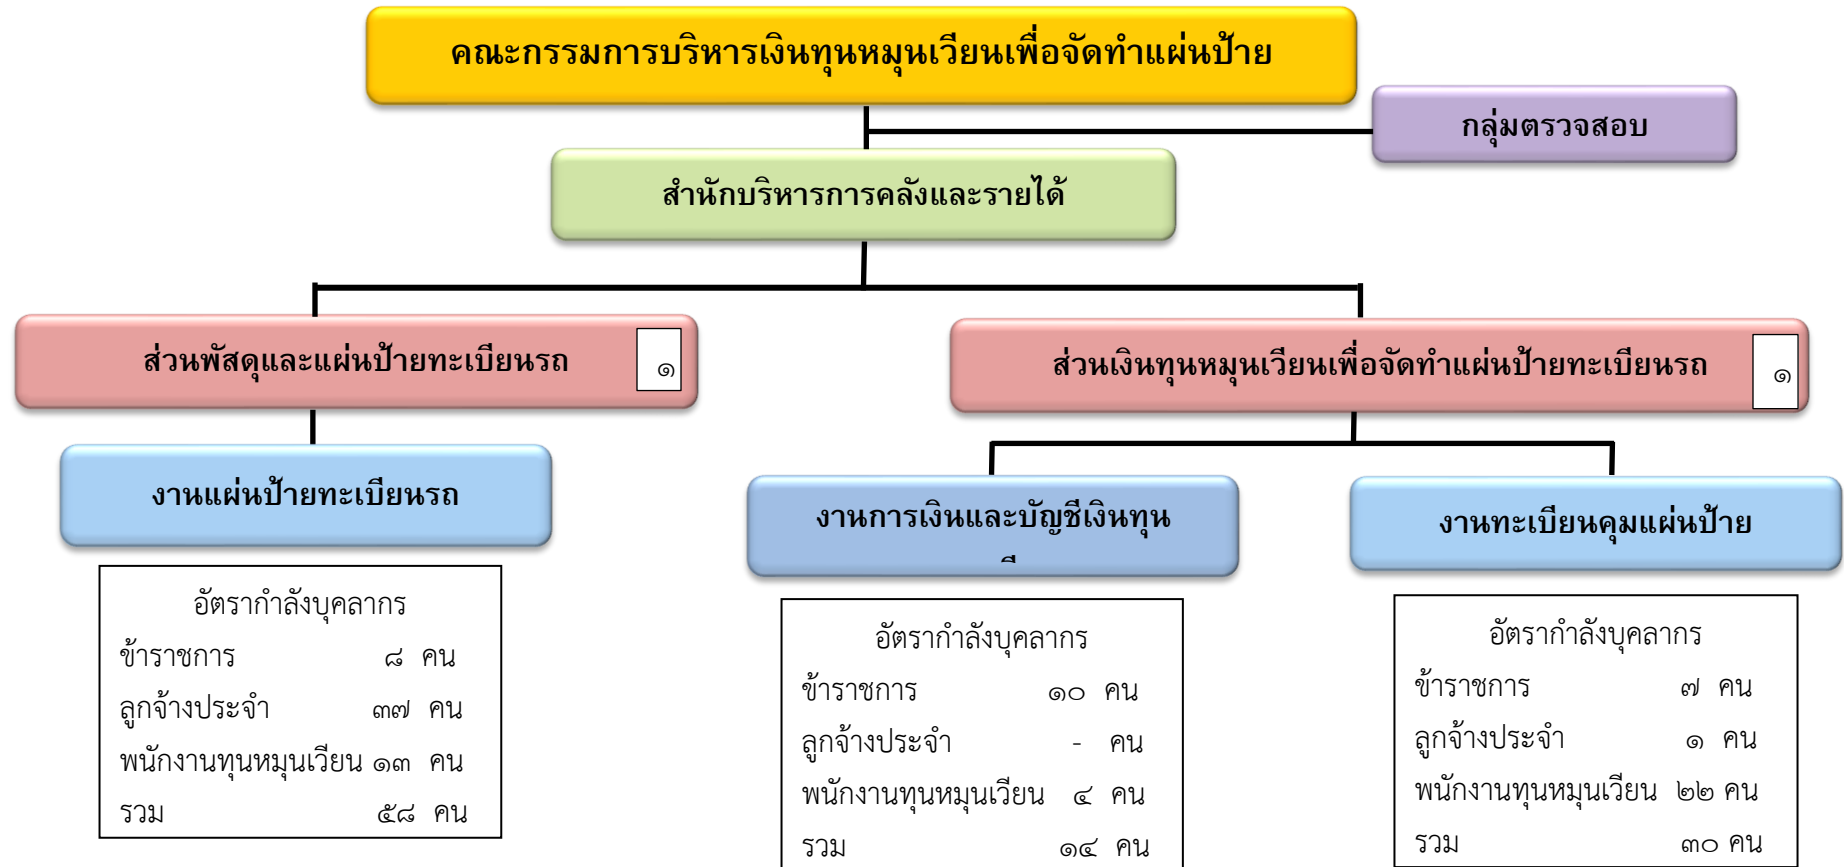 คณะกรรมการบริหารเงินทุนหมุนเวียนเพื่อจัดทำแผ่นป้าย
กลุ่มตรวจสอบ
สำนักบริหารการคลังและรายได้
ส่วนพัสดุและแผ่นป้ายทะเบียนรถ
๑
ส่วนเงินทุนหมุนเวียนเพื่อจัดทำแผ่นป้ายทะเบียนรถ
๑
งานแผ่นป้ายทะเบียนรถ
งานการเงินและบัญชีเงินทุน
งานทะเบียนคุมแผ่นป้าย
อัตรากำลังบุคลากร
ข้าราชการ ๘ คน
ลูกจ้างประจำ ๓๗ คน
พนักงานทุนหมุนเวียน ๑๓ คน
รวม ๕๘ คน
อัตรากำลังบุคลากร
ข้าราชการ ๑๐ คน
ลูกจ้างประจำ - คน
พนักงานทุนหมุนเวียน ๔ คน
รวม ๑๔ คน
อัตรากำลังบุคลากร
ข้าราชการ ๗ คน
ลูกจ้างประจำ ๑ คน
พนักงานทุนหมุนเวียน ๒๒ คน
รวม ๓๐ คน